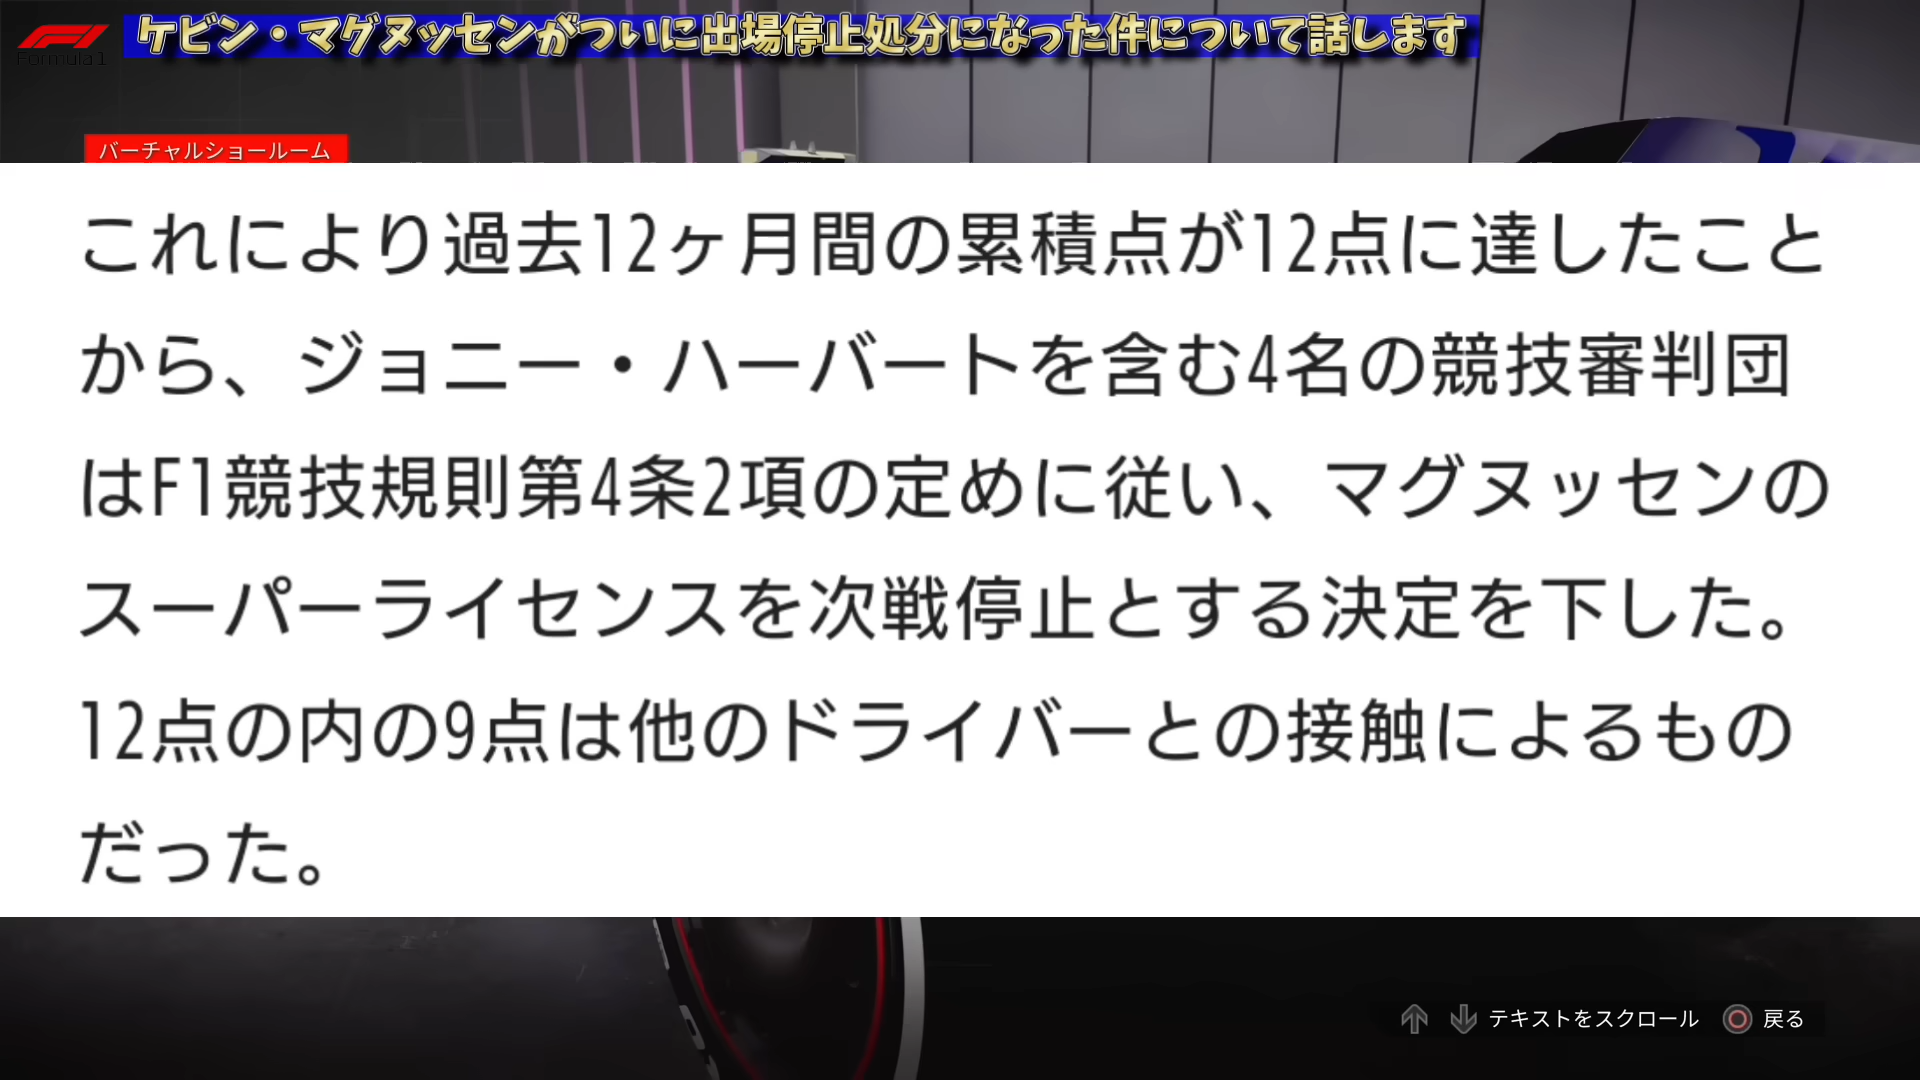 ケビン・マグヌッセンがついに出場停止処分になった件について話します
Formula 1
バーチャルショールーム
これにより過去12ヶ月間の累積点が12点に達したこと
から、ジョニー・ハーバートを含む4名の競技審判団
はF1競技規則第4条2項の定めに従い、マグヌッセンの
スーパーライセンスを次戦停止とする決定を下した。
12点の内の9点は他のドライバーとの接触によるもの
だった。
テキストをスクロール 戻る